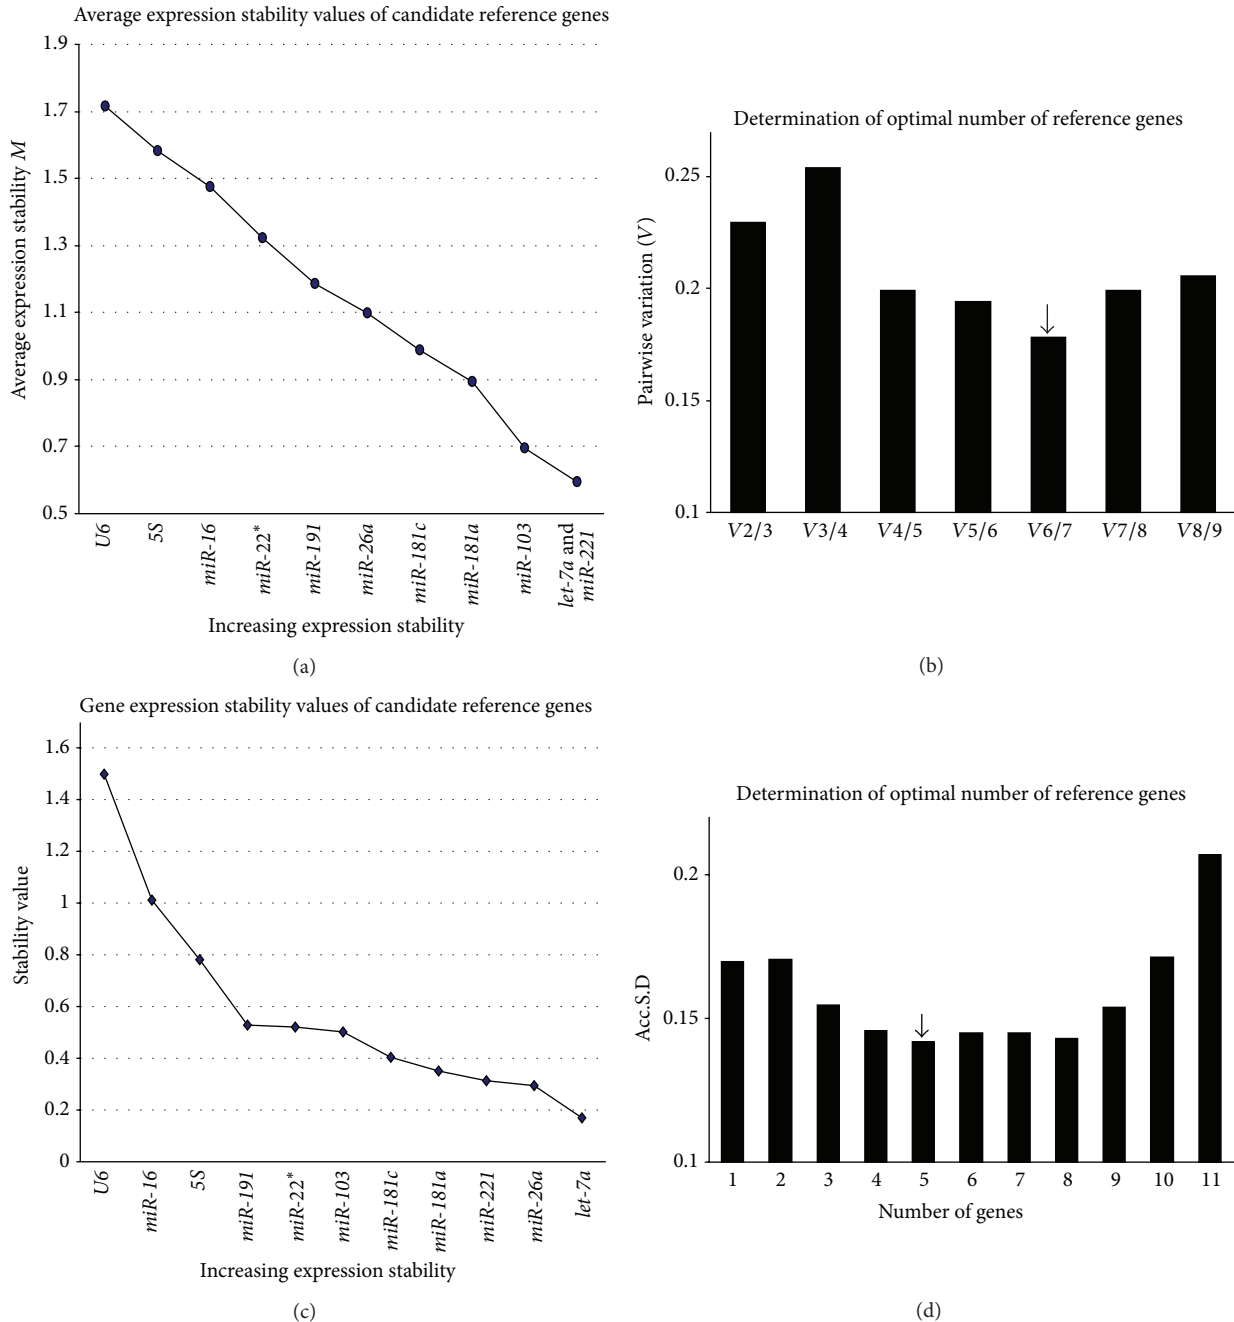 Average expression stability values of candidate reference genes
Average expression stability M
1.9
1.7
1.5
1.3
1.1
0.9
0.7
0.5
U6
5S
miR-16
miR-22*
miR-191
miR-26a
miR-181c
miR-181a
miR-103
let-7a and
miR-221
Increasing expression stability
(a)
Determination of optimal number of reference genes
Pairwise variation (V)
0.25
0.2
0.15
0.1
V2/3
V3/4
V4/5
V5/6
V6/7
V7/8
V8/9
(b)
Gene expression stability values of candidate reference genes
Stability value
1.6
1.4
1.2
1
0.8
0.6
0.4
0.2
0
U6
miR-16
5S
miR-191
miR-22*
miR-103
miR-181c
miR-181a
miR-221
miR-26a
let-7a
Increasing expression stability
(c)
Determination of optimal number of reference genes
Acc.S.D
0.2
0.15
0.1
1
2
3
4
5
6
7
8
9
10
11
Number of genes
(d)